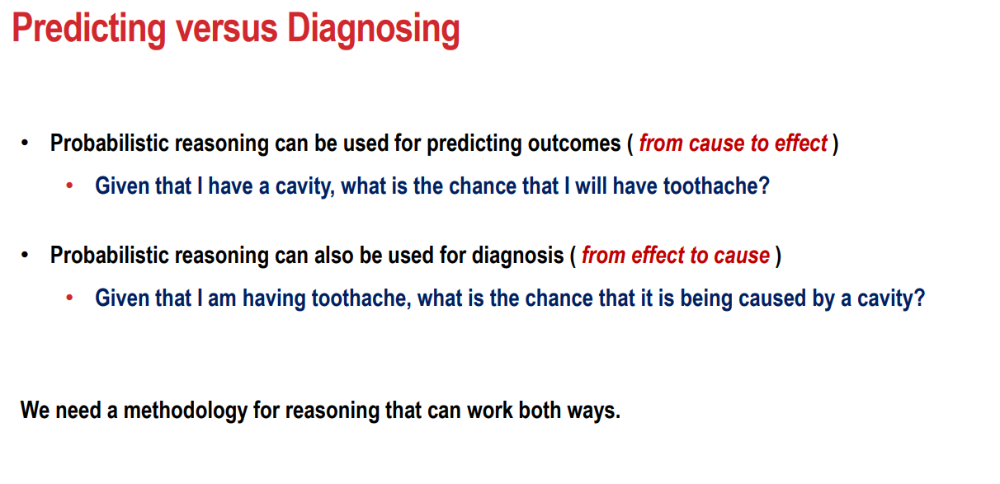 Predicting versus Diagnosing
• Probabilistic reasoning can be used for predicting outcomes ( from cause to effect )
• Given that I have a cavity, what is the chance that I will have toothache?
• Probabilistic reasoning can also be used for diagnosis ( from effect to cause )
• Given that I am having toothache, what is the chance that it is being caused by a cavity?
We need a methodology for reasoning that can work both ways.